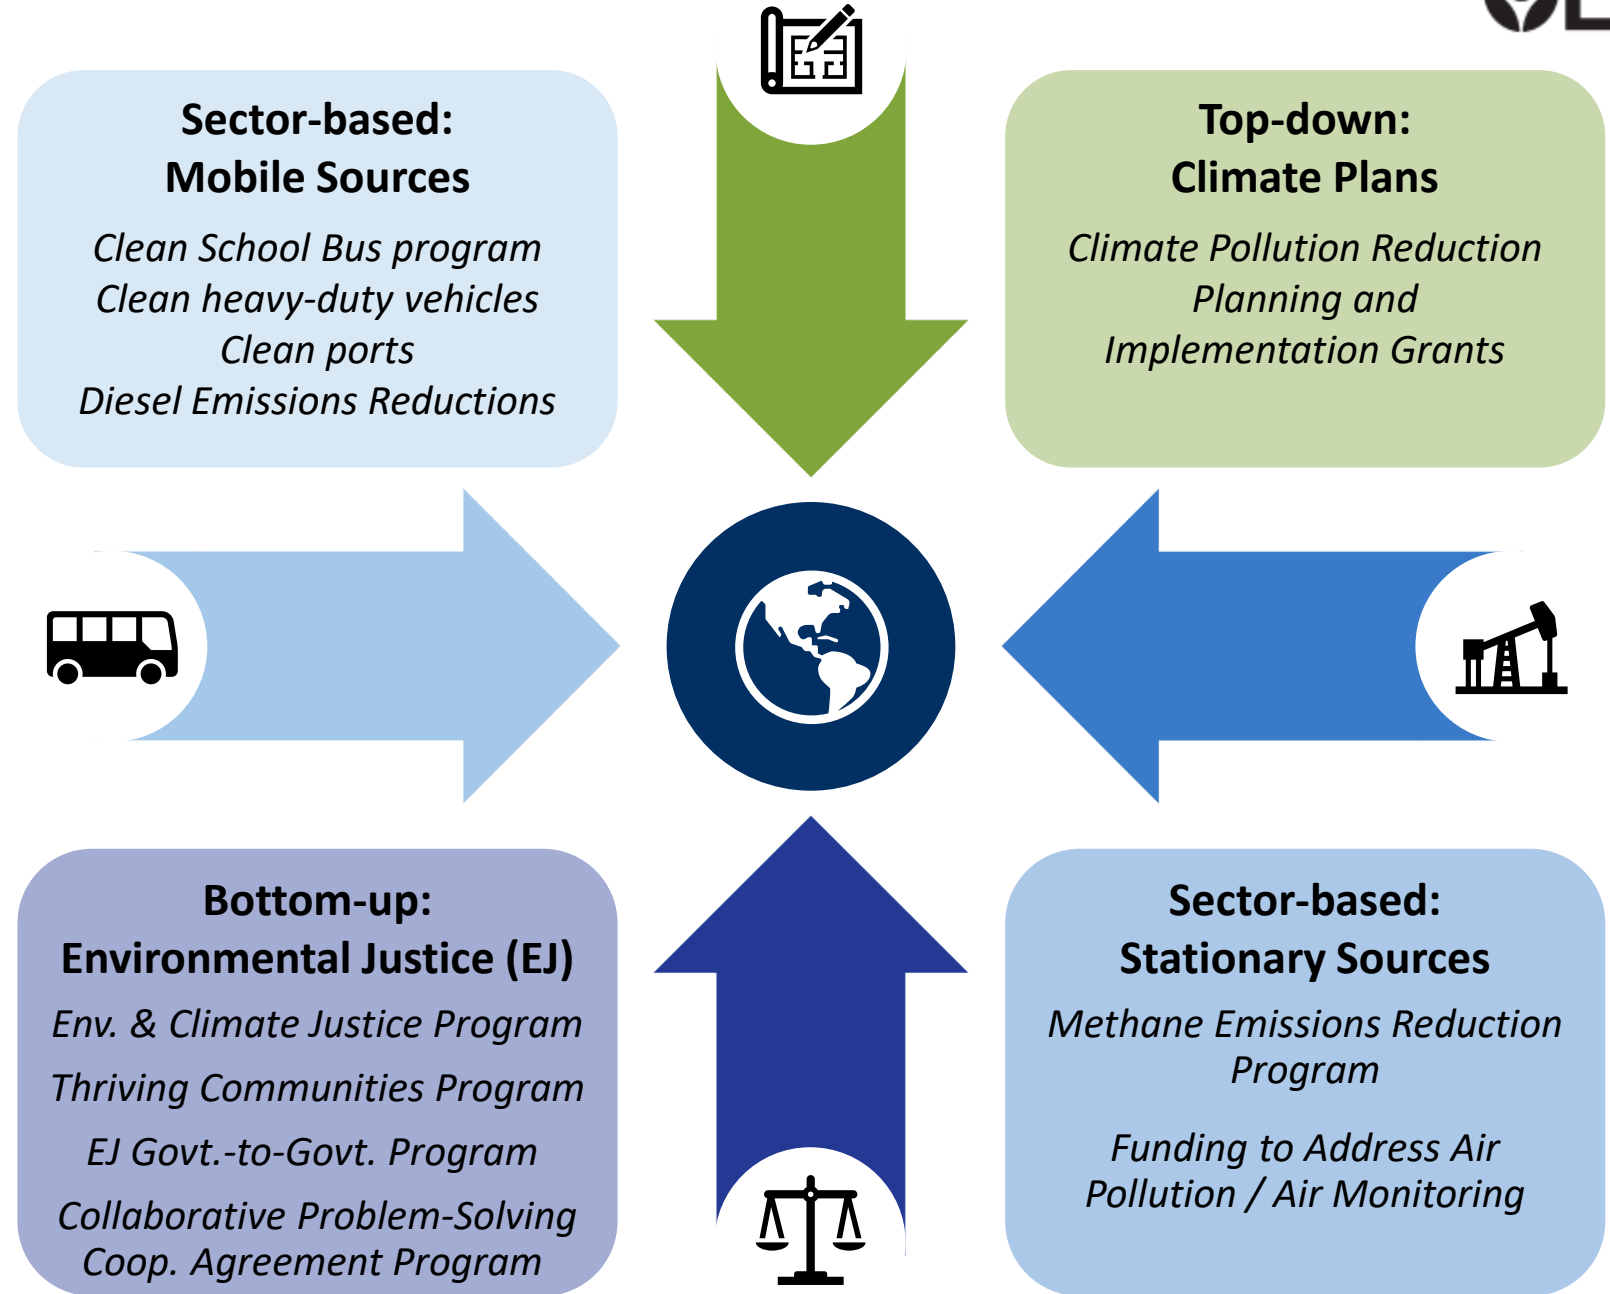 Sector-based:
Mobile Sources
Clean School Bus program
Clean heavy-duty vehicles
Clean ports
Diesel Emissions Reductions
Top-down:
Climate Plans
Climate Pollution Reduction
Planning and
Implementation Grants
Bottom-up:
Environmental Justice (EJ)
Env. & Climate Justice Program
Thriving Communities Program
EJ Govt.-to-Govt. Program
Collaborative Problem-Solving
Coop. Agreement Program
Sector-based:
Stationary Sources
Methane Emissions Reduction
Program
Funding to Address Air
Pollution / Air Monitoring